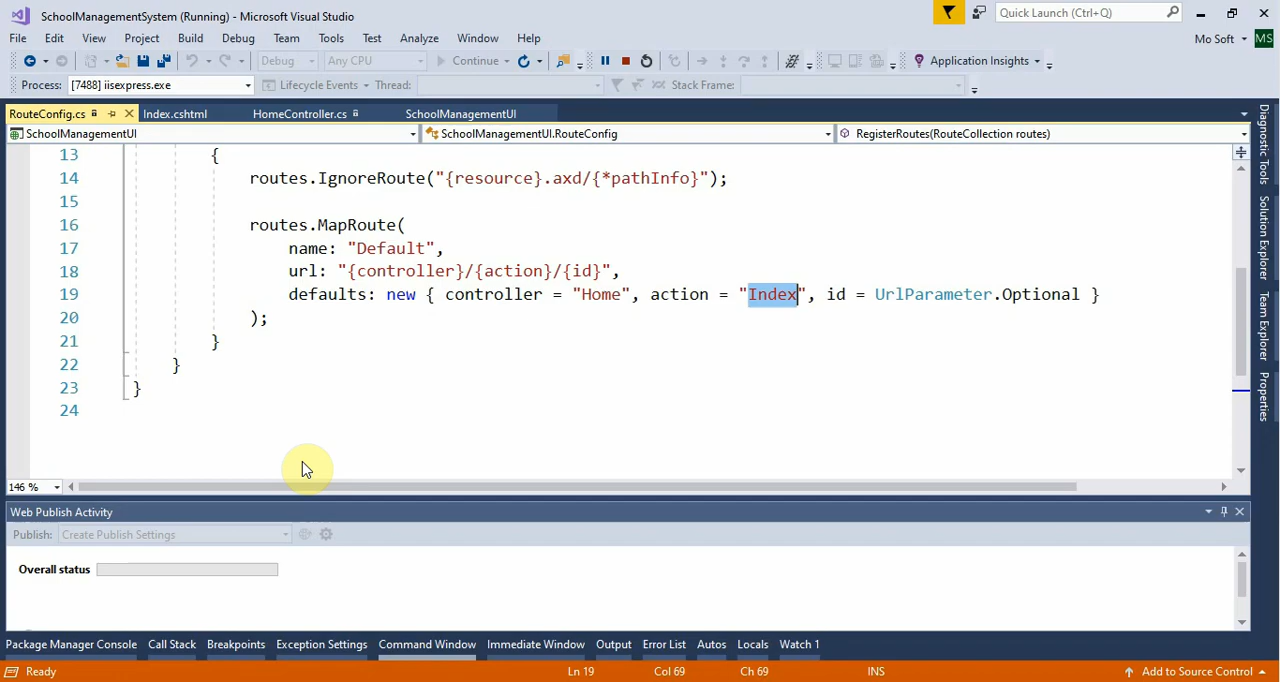 SchoolManagementSystem (Running) - Microsoft Visual Studio
Quick Launch (Ctrl+Q)
File Edit View Project Build Debug Team Tools Test Analyze Window Help
Mo Soft MS
Debug Any CPU Continue Application Insights
Process: [7488] iisexpress.exe Lifecycle Events Thread: Stack Frame:
RouteConfig.cs Index.cshtml HomeController.cs SchoolManagementUI
SchoolManagementUI SchoolManagementUI.RouteConfig RegisterRoutes(RouteCollection routes)
13 {
14 routes.IgnoreRoute("{resource}.axd/{*pathInfo}");
15
16 routes.MapRoute(
17 name: "Default",
18 url: "{controller}/{action}/{id}",
19 defaults: new { controller = "Home", action = "Index", id = UrlParameter.Optional }
20 );
21 }
22 }
23 }
24
146 %
Diagnostic Tools
Solution Explorer
Team Explorer
Properties
Web Publish Activity
Publish: Create Publish Settings
Overall status
Package Manager Console Call Stack Breakpoints Exception Settings Command Window Immediate Window Output Error List Autos Locals Watch 1
Ready Ln 19 Col 69 Ch 69 INS Add to Source Control